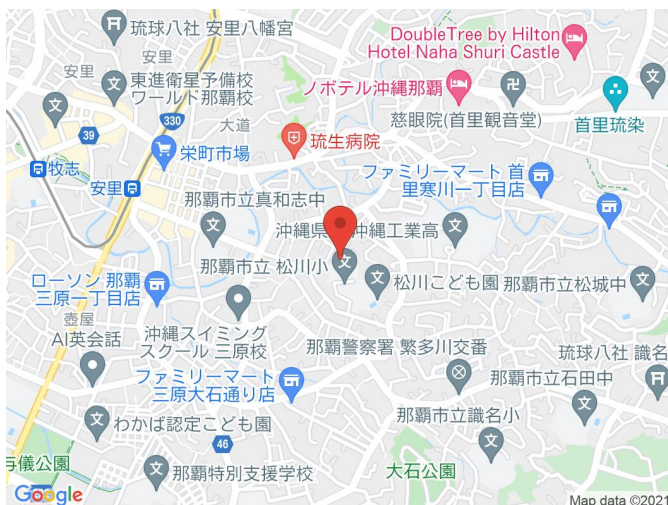 琉球八社 安里八幡宮
DoubleTree by Hilton
Hotel Naha Shuri Castle
安里
東進衛星予備校
ワールド那覇校
ノボテル沖縄那覇
330
大道
慈眼院(首里観音堂)
首里琉染
39
琉生病院
栄町市場
牧志
安里
ファミリーマート 首
里寒川一丁目店
那覇市立真和志中
沖縄県
沖縄工業高
那覇市立 松川小
松川こども園
那覇市立松城中
ローソン 那覇
三原一丁目店
壺屋
沖縄スイミング
スクール 三原校
AI英会話
那覇警察署 繁多川交番
琉球八社 識名
ファミリーマート
三原大石通り店
那覇市立石田中
那覇市立識名小
わかば認定こども園
46
与儀公園
那覇特別支援学校
大石公園
Google
Map data ©2021